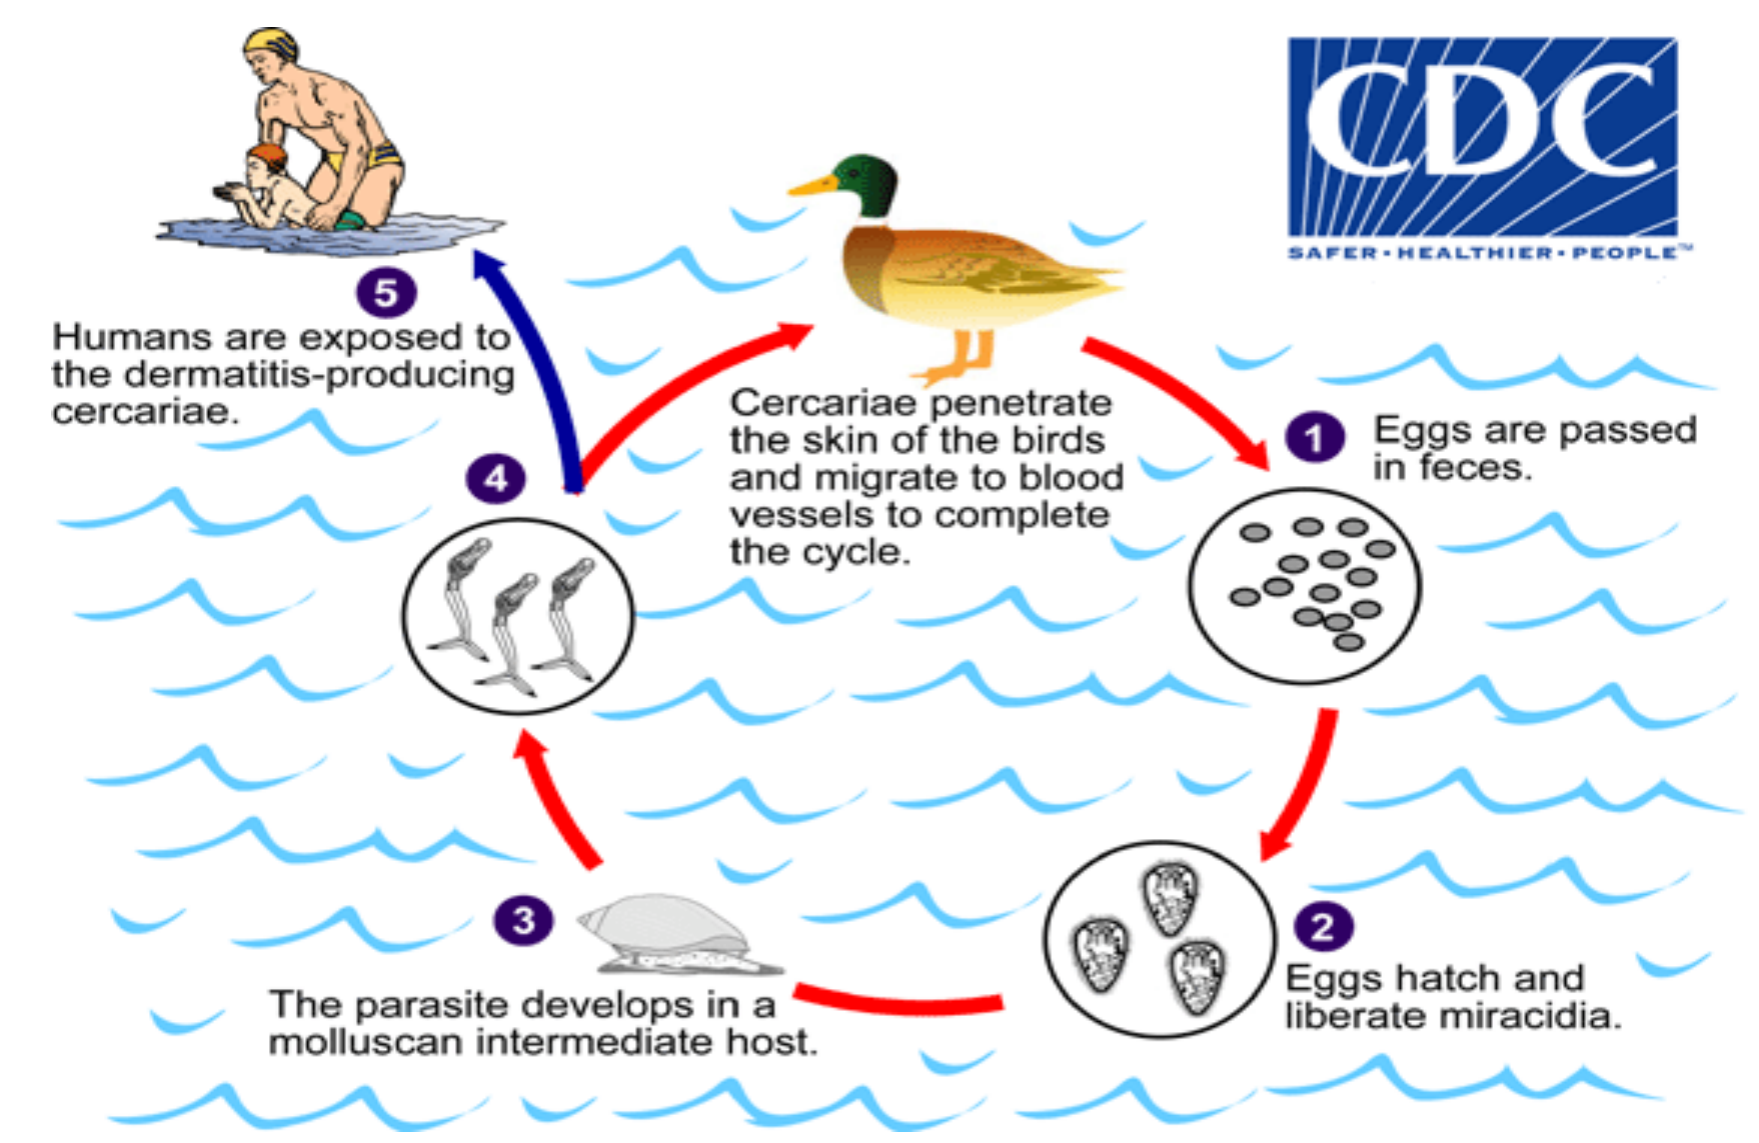 CDC
SAFER·HEALTHIER·PEOPLE™
5
Humans are exposed to
the dermatitis-producing
cercariae.
4
Cercariae penetrate
the skin of the birds
and migrate to blood
vessels to complete
the cycle.
1
Eggs are passed
in feces.
3
The parasite develops in a
molluscan intermediate host.
2
Eggs hatch and
liberate miracidia.